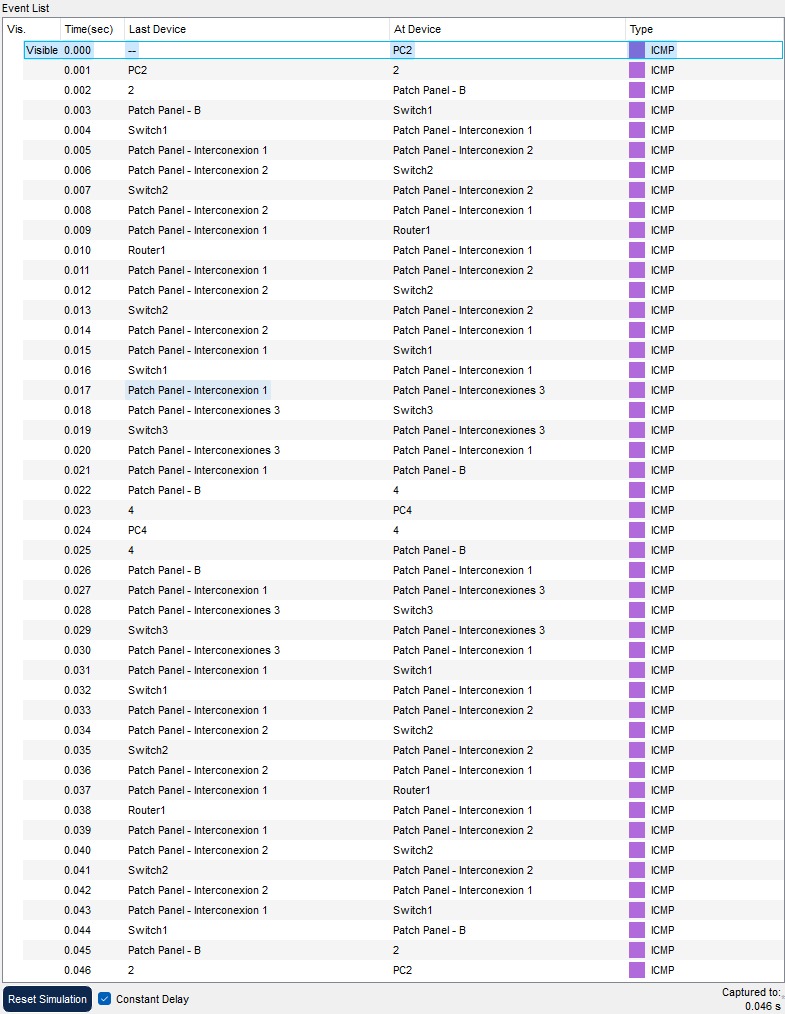 Event List
Vis. Time(sec) Last Device At Device Type
Visible 0.000 -- PC2 ICMP
0.001 PC2 2 ICMP
0.002 2 Patch Panel - B ICMP
0.003 Patch Panel - B Switch1 ICMP
0.004 Switch1 Patch Panel - Interconexion 1 ICMP
0.005 Patch Panel - Interconexion 1 Patch Panel - Interconexion 2 ICMP
0.006 Patch Panel - Interconexion 2 Switch2 ICMP
0.007 Switch2 Patch Panel - Interconexion 2 ICMP
0.008 Patch Panel - Interconexion 2 Patch Panel - Interconexion 1 ICMP
0.009 Patch Panel - Interconexion 1 Router1 ICMP
0.010 Router1 Patch Panel - Interconexion 1 ICMP
0.011 Patch Panel - Interconexion 1 Patch Panel - Interconexion 2 ICMP
0.012 Patch Panel - Interconexion 2 Switch2 ICMP
0.013 Switch2 Patch Panel - Interconexion 2 ICMP
0.014 Patch Panel - Interconexion 2 Patch Panel - Interconexion 1 ICMP
0.015 Patch Panel - Interconexion 1 Switch1 ICMP
0.016 Switch1 Patch Panel - Interconexion 1 ICMP
0.017 Patch Panel - Interconexion 1 Patch Panel - Interconexiones 3 ICMP
0.018 Patch Panel - Interconexiones 3 Switch3 ICMP
0.019 Switch3 Patch Panel - Interconexiones 3 ICMP
0.020 Patch Panel - Interconexiones 3 Patch Panel - Interconexion 1 ICMP
0.021 Patch Panel - Interconexion 1 Patch Panel - B ICMP
0.022 Patch Panel - B 4 ICMP
0.023 4 PC4 ICMP
0.024 PC4 4 ICMP
0.025 4 Patch Panel - B ICMP
0.026 Patch Panel - B Patch Panel - Interconexion 1 ICMP
0.027 Patch Panel - Interconexion 1 Patch Panel - Interconexiones 3 ICMP
0.028 Patch Panel - Interconexiones 3 Switch3 ICMP
0.029 Switch3 Patch Panel - Interconexiones 3 ICMP
0.030 Patch Panel - Interconexiones 3 Patch Panel - Interconexion 1 ICMP
0.031 Patch Panel - Interconexion 1 Switch1 ICMP
0.032 Switch1 Patch Panel - Interconexion 1 ICMP
0.033 Patch Panel - Interconexion 1 Patch Panel - Interconexion 2 ICMP
0.034 Patch Panel - Interconexion 2 Switch2 ICMP
0.035 Switch2 Patch Panel - Interconexion 2 ICMP
0.036 Patch Panel - Interconexion 2 Patch Panel - Interconexion 1 ICMP
0.037 Patch Panel - Interconexion 1 Router1 ICMP
0.038 Router1 Patch Panel - Interconexion 1 ICMP
0.039 Patch Panel - Interconexion 1 Patch Panel - Interconexion 2 ICMP
0.040 Patch Panel - Interconexion 2 Switch2 ICMP
0.041 Switch2 Patch Panel - Interconexion 2 ICMP
0.042 Patch Panel - Interconexion 2 Patch Panel - Interconexion 1 ICMP
0.043 Patch Panel - Interconexion 1 Switch1 ICMP
0.044 Switch1 Patch Panel - B ICMP
0.045 Patch Panel - B 2 ICMP
0.046 2 PC2 ICMP
Reset Simulation Constant Delay Captured to:
0.046 s